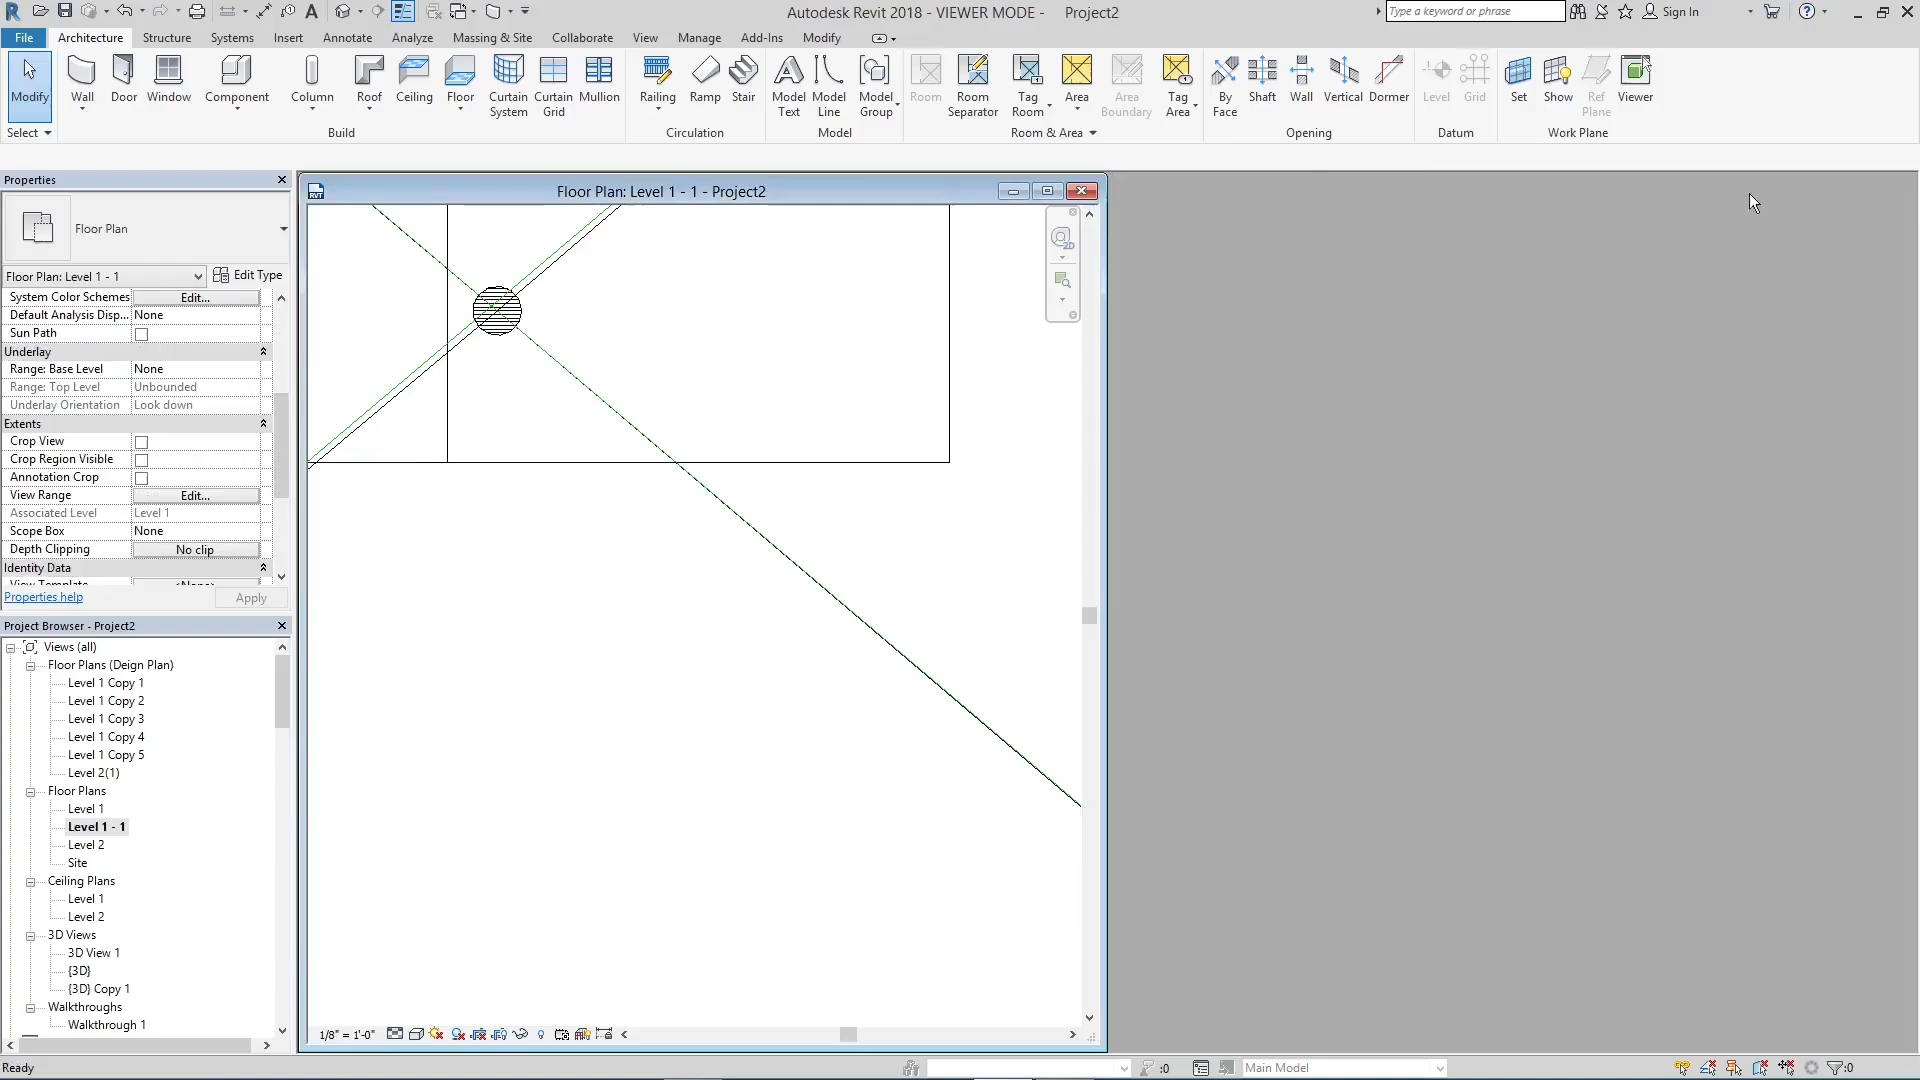 Autodesk Revit 2018 - VIEWER MODE - Project2
Type a keyword or phrase
Sign In
File Architecture Structure Systems Insert Annotate Analyze Massing & Site Collaborate View Manage Add-Ins Modify
Modify Wall Door Window Component Column Roof Ceiling Floor Curtain System Curtain Grid Mullion Railing Ramp Stair Model Text Model Line Model Group Room Room Separator Tag Room Area Area Boundary Tag Area By Face Shaft Wall Vertical Dormer Level Grid Set Show Ref Plane Viewer
Select Build Circulation Model Room & Area Opening Datum Work Plane
Properties
Floor Plan
Floor Plan: Level 1 - 1 Edit Type
System Color Schemes Edit...
Default Analysis Disp... None
Sun Path
Underlay
Range: Base Level None
Range: Top Level Unbounded
Underlay Orientation Look down
Extents
Crop View
Crop Region Visible
Annotation Crop
View Range Edit...
Associated Level Level 1
Scope Box None
Depth Clipping No clip
Identity Data
View Template <None>
Properties help Apply
Project Browser - Project2
Views (all)
Floor Plans (Deign Plan)
Level 1 Copy 1
Level 1 Copy 2
Level 1 Copy 3
Level 1 Copy 4
Level 1 Copy 5
Level 2(1)
Floor Plans
Level 1
Level 1 - 1
Level 2
Site
Ceiling Plans
Level 1
Level 2
3D Views
3D View 1
{3D}
{3D} Copy 1
Walkthroughs
Walkthrough 1
Floor Plan: Level 1 - 1 - Project2
2D
1/8" = 1'-0"
Ready
:0
Main Model
:0